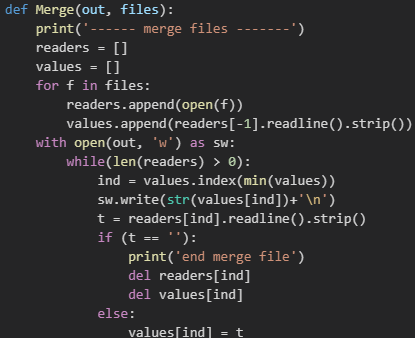 def Merge(out, files):
    print('------ merge files -------')
    readers = []
    values = []
    for f in files:
        readers.append(open(f))
        values.append(readers[-1].readline().strip())
    with open(out, 'w') as sw:
        while(len(readers) > 0):
            ind = values.index(min(values))
            sw.write(str(values[ind])+'\n')
            t = readers[ind].readline().strip()
            if (t == ''):
                print('end merge file')
                del readers[ind]
                del values[ind]
            else:
                values[ind] = t